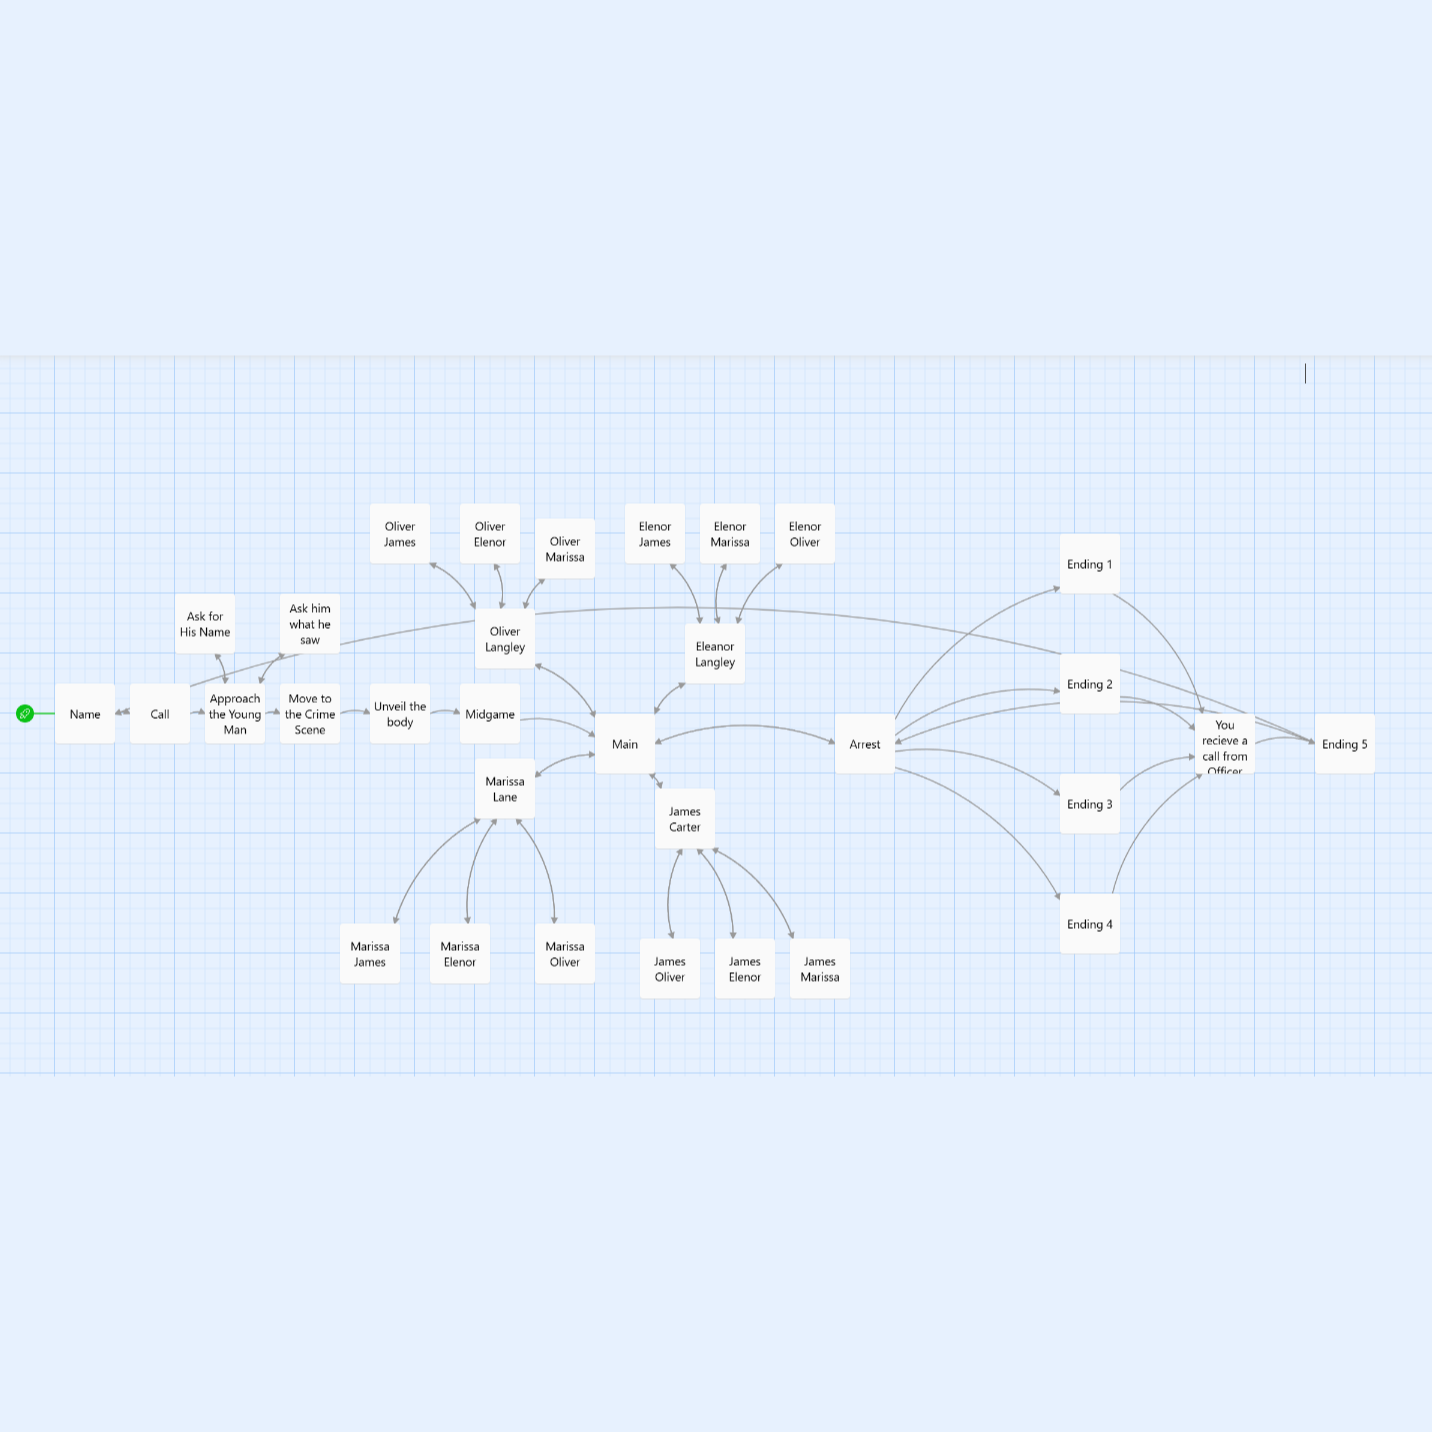 Oliver
James
Oliver
Elenor
Oliver
Marissa
Elenor
James
Elenor
Marissa
Elenor
Oliver
Ending 1
Ask for
His Name
Ask him
what he
saw
Oliver
Langley
Eleanor
Langley
Ending 2
Name
Call
Approach
the Young
Man
Move to
the Crime
Scene
Unveil the
body
Midgame
Main
Arrest
You
recieve a
call from
Officer
Ending 5
Marissa
Lane
James
Carter
Ending 3
Ending 4
Marissa
James
Marissa
Elenor
Marissa
Oliver
James
Oliver
James
Elenor
James
Marissa